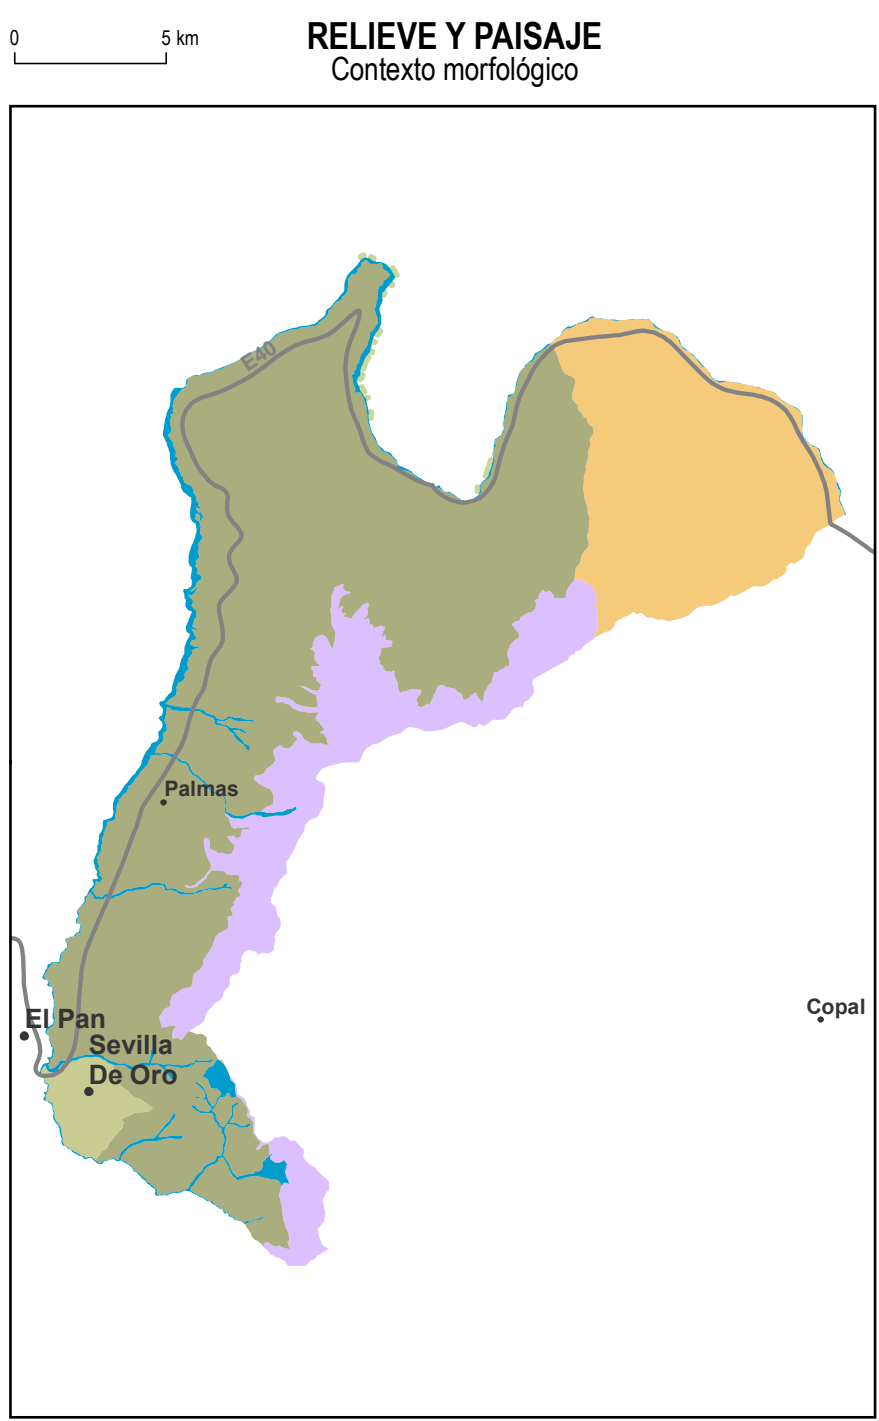 0 5 km
RELIEVE Y PAISAJE
Contexto morfológico
E40
Palmas
Copal
El Pan
Sevilla
De Oro